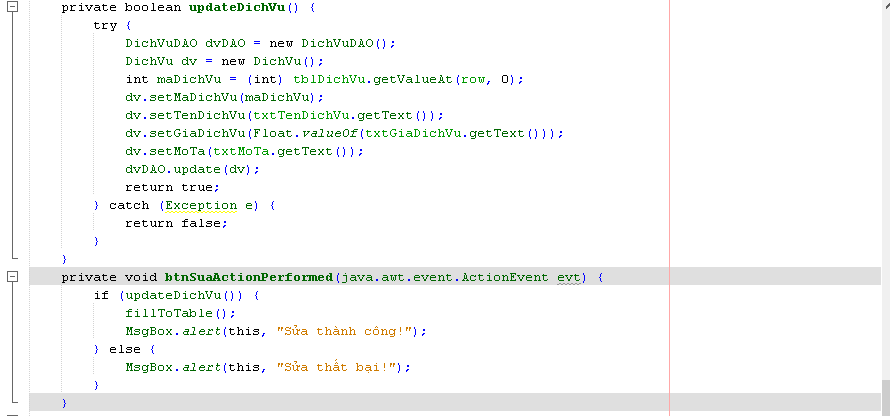 private boolean updateDichVu() {
try {
DichVuDAO dvDAO = new DichVuDAO();
DichVu dv = new DichVu();
int maDichVu = (int) tblDichVu.getValueAt(row, 0);
dv.setMaDichVu(maDichVu);
dv.setTenDichVu(txtTenDichVu.getText());
dv.setGiaDichVu(Float.valueOf(txtGiaDichVu.getText()));
dv.setMoTa(txtMoTa.getText());
dvDAO.update(dv);
return true;
} catch (Exception e) {
return false;
}
}
private void btnSuaActionPerformed(java.awt.event.ActionEvent evt) {
if (updateDichVu()) {
fillToTable();
MsgBox.alert(this, "Sửa thành công!");
} else {
MsgBox.alert(this, "Sửa thất bại!");
}
}